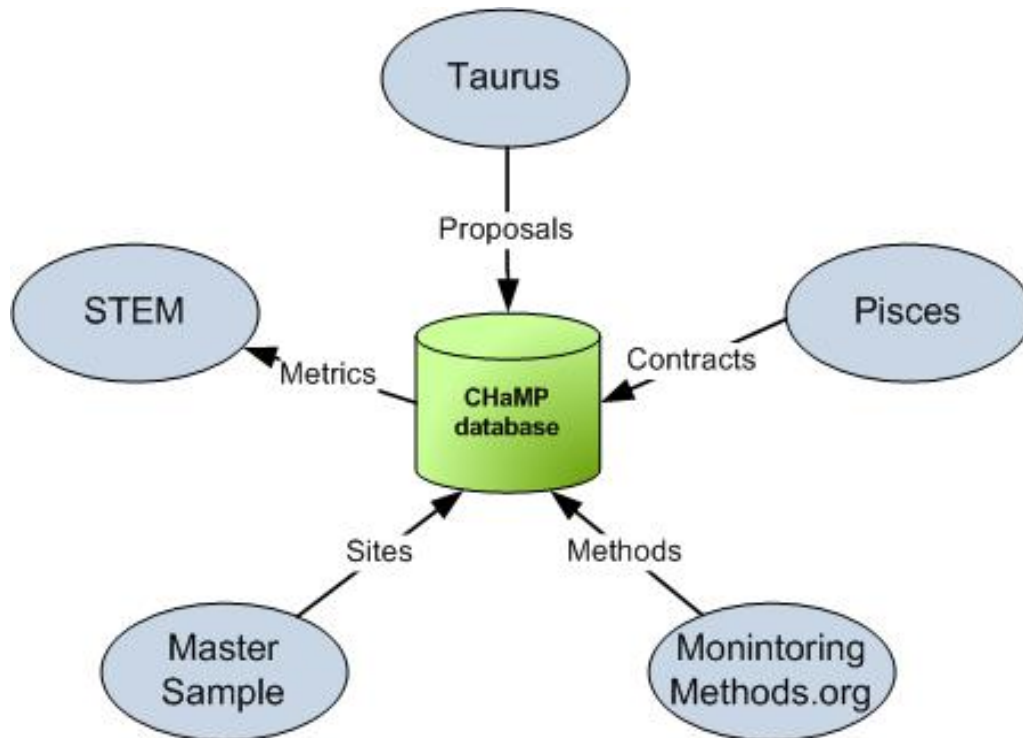 Taurus
Proposals
STEM
Pisces
Metrics
Contracts
CHaMP
database
Sites
Methods
Master
Sample
Monintoring
Methods.org